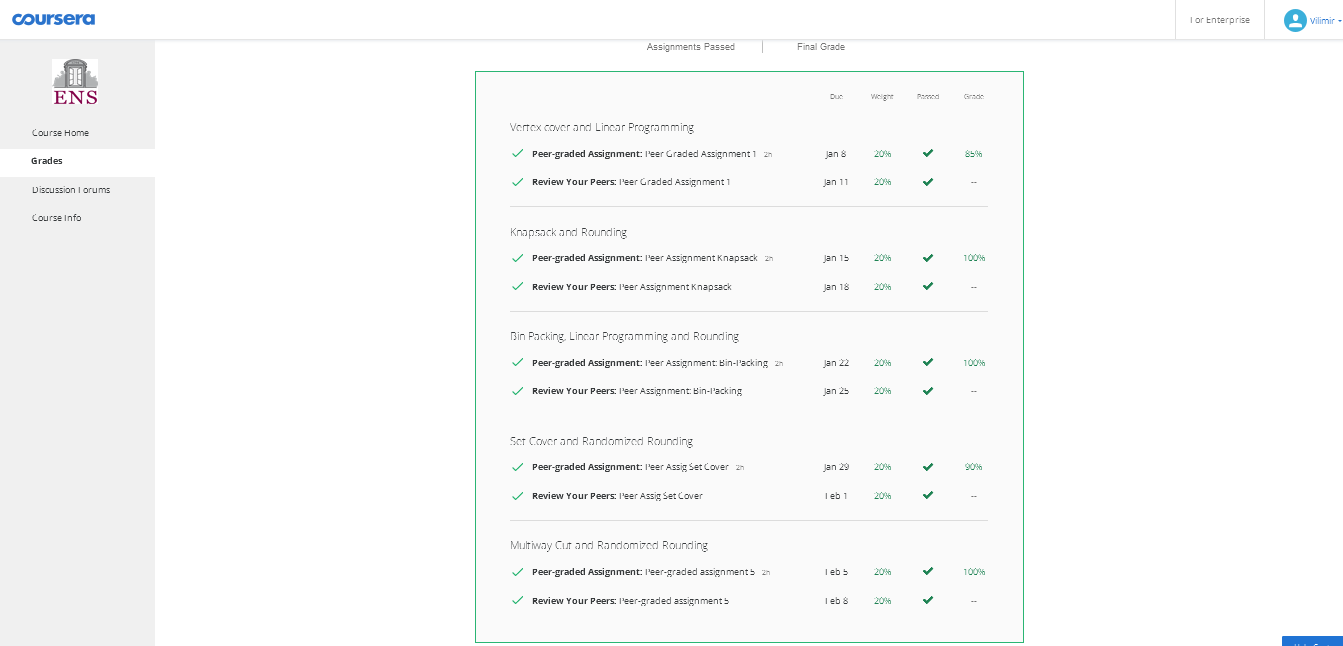 coursera
For Enterprise
Vilimir
Assignments Passed
Final Grade
ENS
Course Home
Grades
Discussion Forums
Course Info
Due Weight Passed Grade
Vertex cover and Linear Programming
Peer-graded Assignment: Peer Graded Assignment 1 2h Jan 8 20% 85%
Review Your Peers: Peer Graded Assignment 1 Jan 11 20% --
Knapsack and Rounding
Peer-graded Assignment: Peer Assignment Knapsack 2h Jan 15 20% 100%
Review Your Peers: Peer Assignment Knapsack Jan 18 20% --
Bin Packing, Linear Programming and Rounding
Peer-graded Assignment: Peer Assignment: Bin-Packing 2h Jan 22 20% 100%
Review Your Peers: Peer Assignment: Bin-Packing Jan 25 20% --
Set Cover and Randomized Rounding
Peer-graded Assignment: Peer Assig Set Cover 2h Jan 29 20% 90%
Review Your Peers: Peer Assig Set Cover Feb 1 20% --
Multiway Cut and Randomized Rounding
Peer-graded Assignment: Peer-graded assignment 5 2h Feb 5 20% 100%
Review Your Peers: Peer-graded assignment 5 Feb 8 20% --